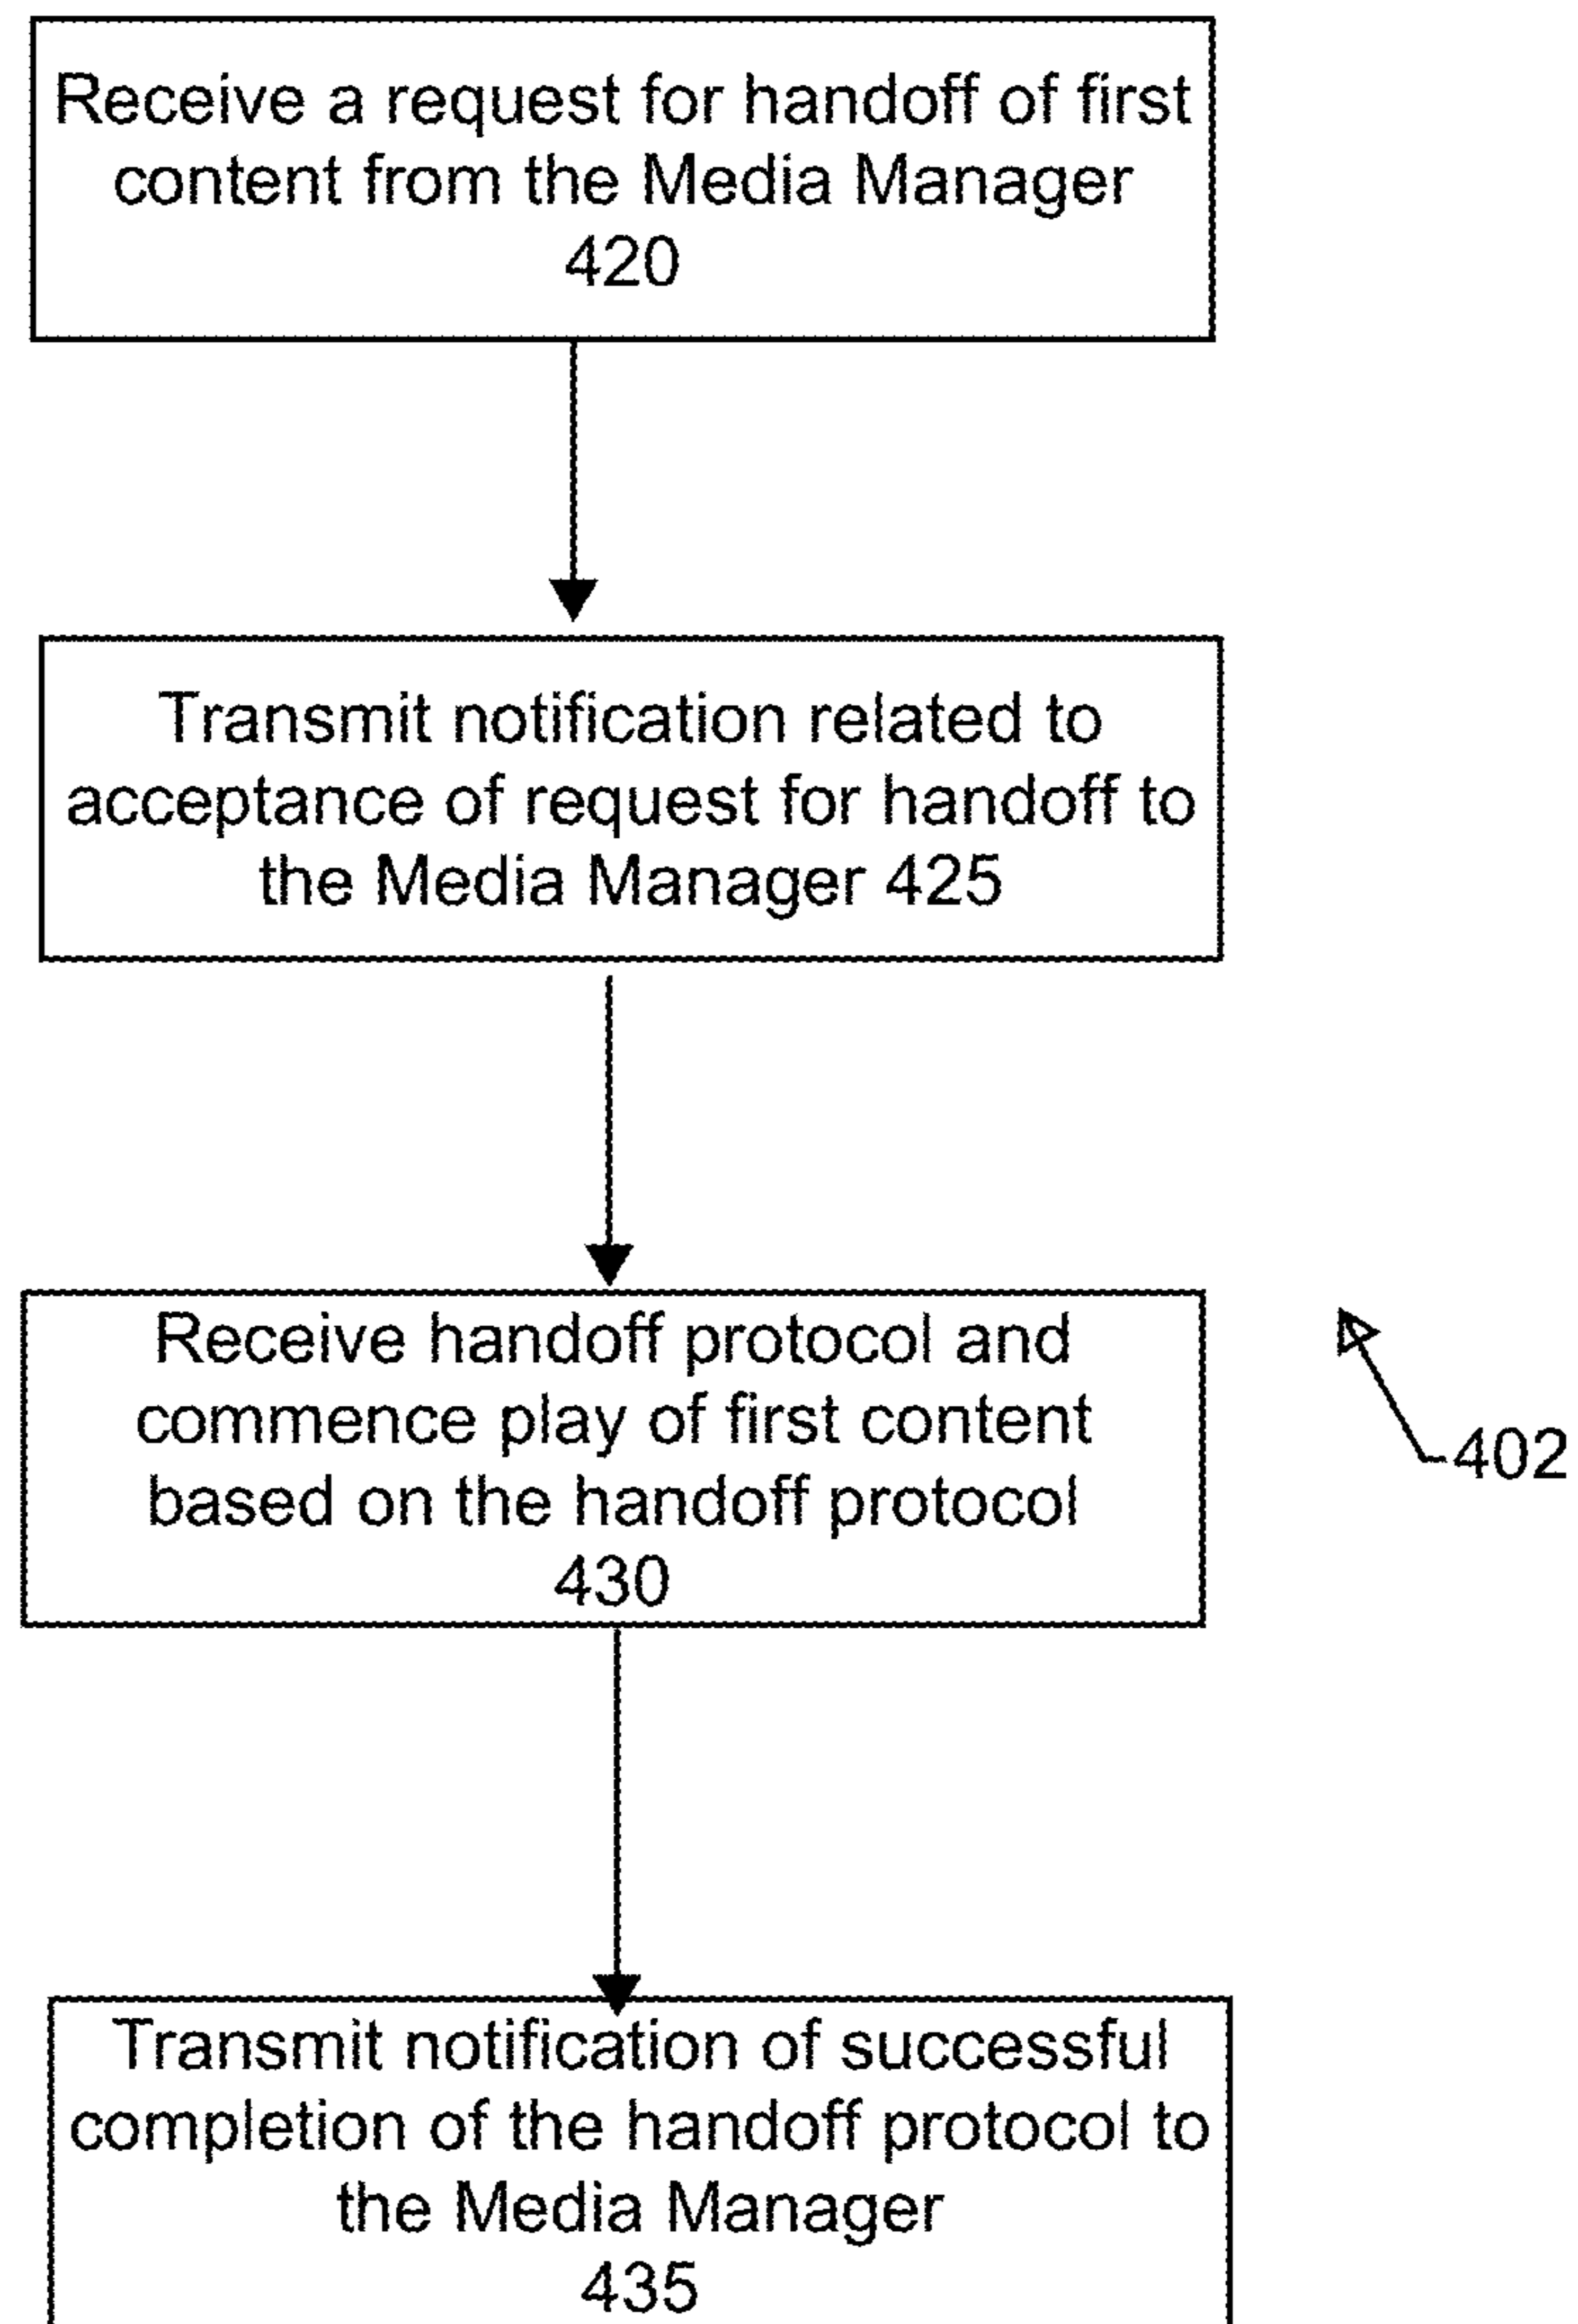 Receive a request for handoff of first
content from the Media Manager
420
Transmit notification related to
acceptance of request for handoff to
the Media Manager 425
Receive handoff protocol and
commence play of first content
based on the handoff protocol
430
402
Transmit notification of successful
completion of the handoff protocol to
the Media Manager
435